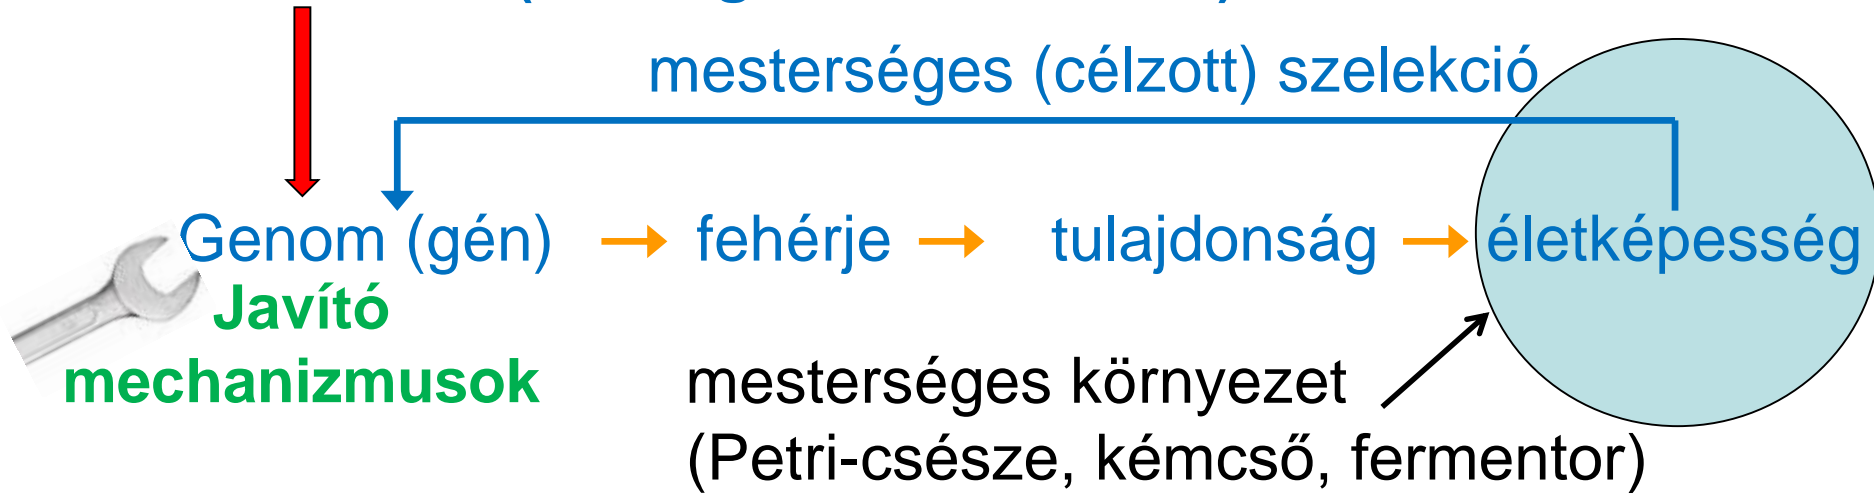 mesterséges (célzott) szelekció
Genom (gén) fehérje tulajdonság életképesség
Javító
mechanizmusok
mesterséges környezet
(Petri-csésze, kémcső, fermentor)